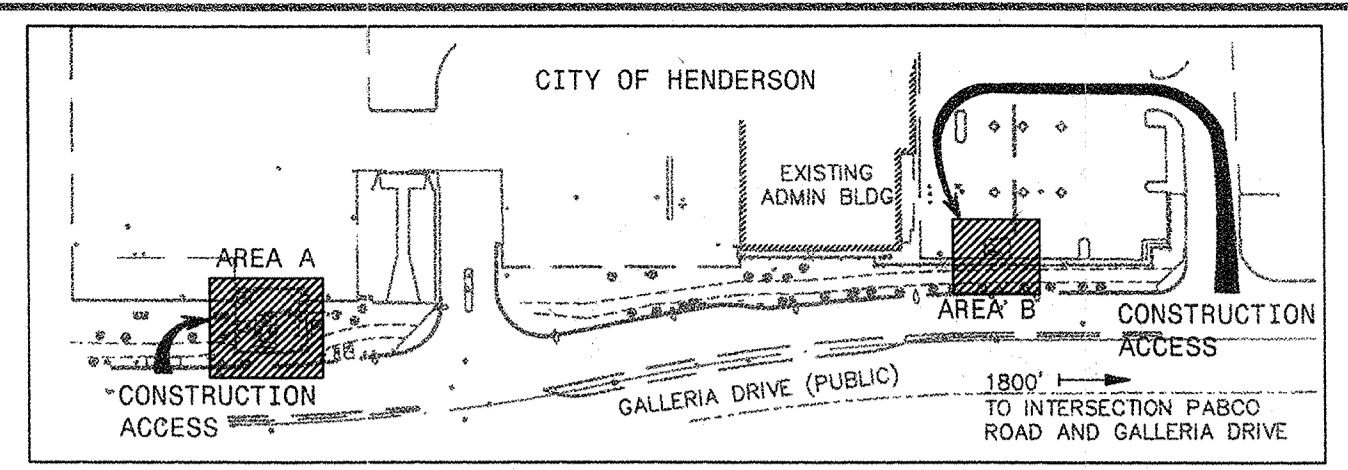 CITY OF HENDERSON
EXISTING
ADMIN BLDG
AREA A
AREA B
CONSTRUCTION
ACCESS
CONSTRUCTION
ACCESS
GALLERIA DRIVE (PUBLIC)
1800'
TO INTERSECTION PABCO
ROAD AND GALLERIA DRIVE